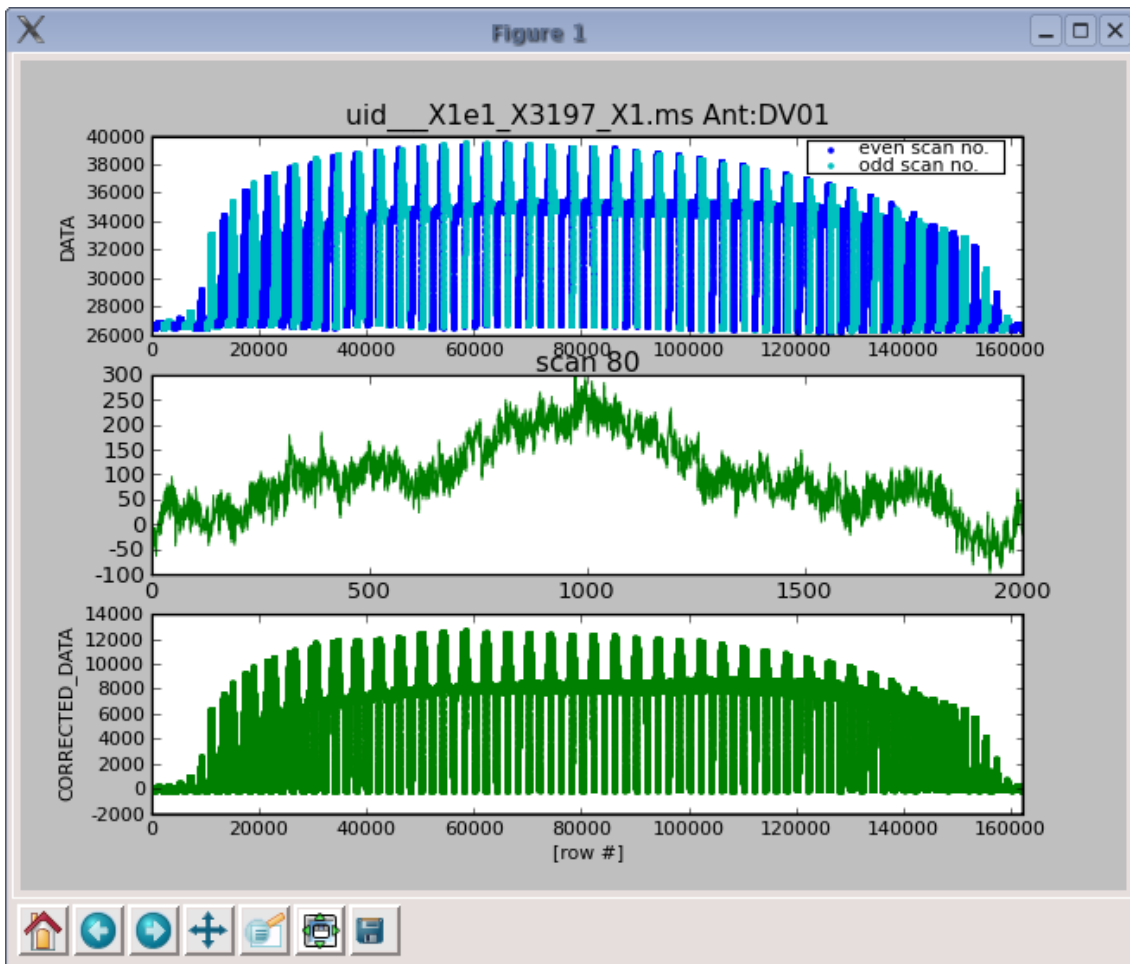 Figure 1
uid___X1e1_X3197_X1.ms Ant:DV01
40000
38000
36000
34000
32000
30000
28000
26000
DATA
even scan no.
odd scan no.
0 20000 40000 60000 80000 100000 120000 140000 160000
scan 80
300
250
200
150
100
50
0
-50
-100
0 500 1000 1500 2000
14000
12000
10000
8000
6000
4000
2000
0
-2000
CORRECTED_DATA
0 20000 40000 60000 80000 100000 120000 140000 160000
[row #]